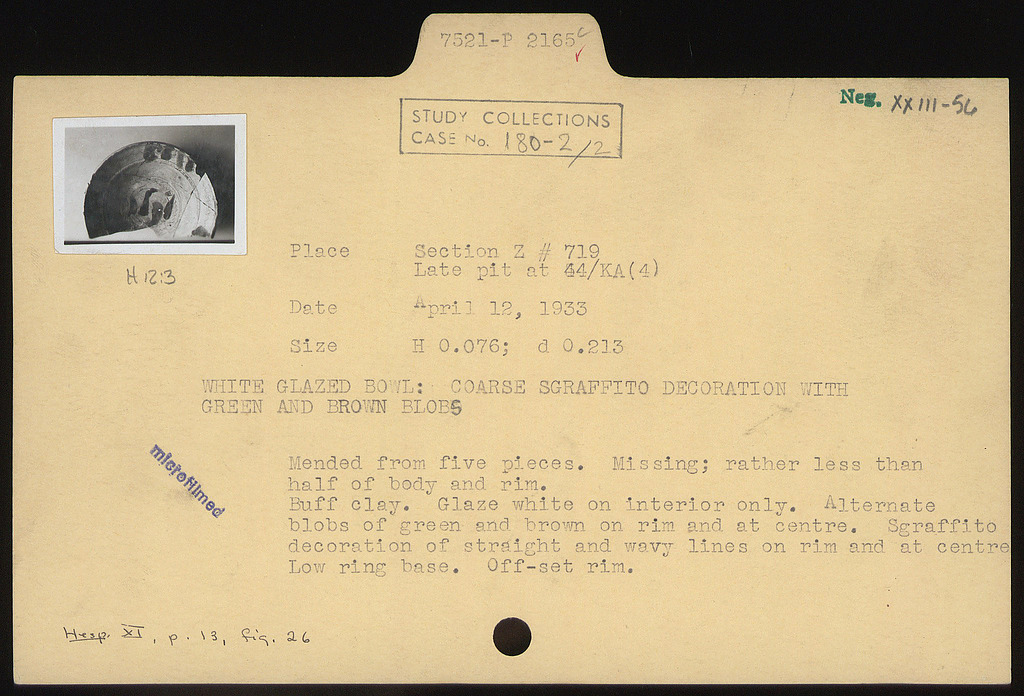 7521-P 2165 c
Neg. XXIII-56
STUDY COLLECTIONS
CASE No. 180-2/2
H 12:3
Place Section Z # 719
Late pit at 44/KA(4)
Date April 12, 1933
Size H 0.076; d 0.213
WHITE GLAZED BOWL: COARSE SGRAFFITO DECORATION WITH
GREEN AND BROWN BLOBS
microfilmed
Mended from five pieces. Missing; rather less than
half of body and rim.
Buff clay. Glaze white on interior only. Alternate
blobs of green and brown on rim and at centre. Sgraffito
decoration of straight and wavy lines on rim and at centre
Low ring base. Off-set rim.
Hesp. XI, p. 13, fig. 26